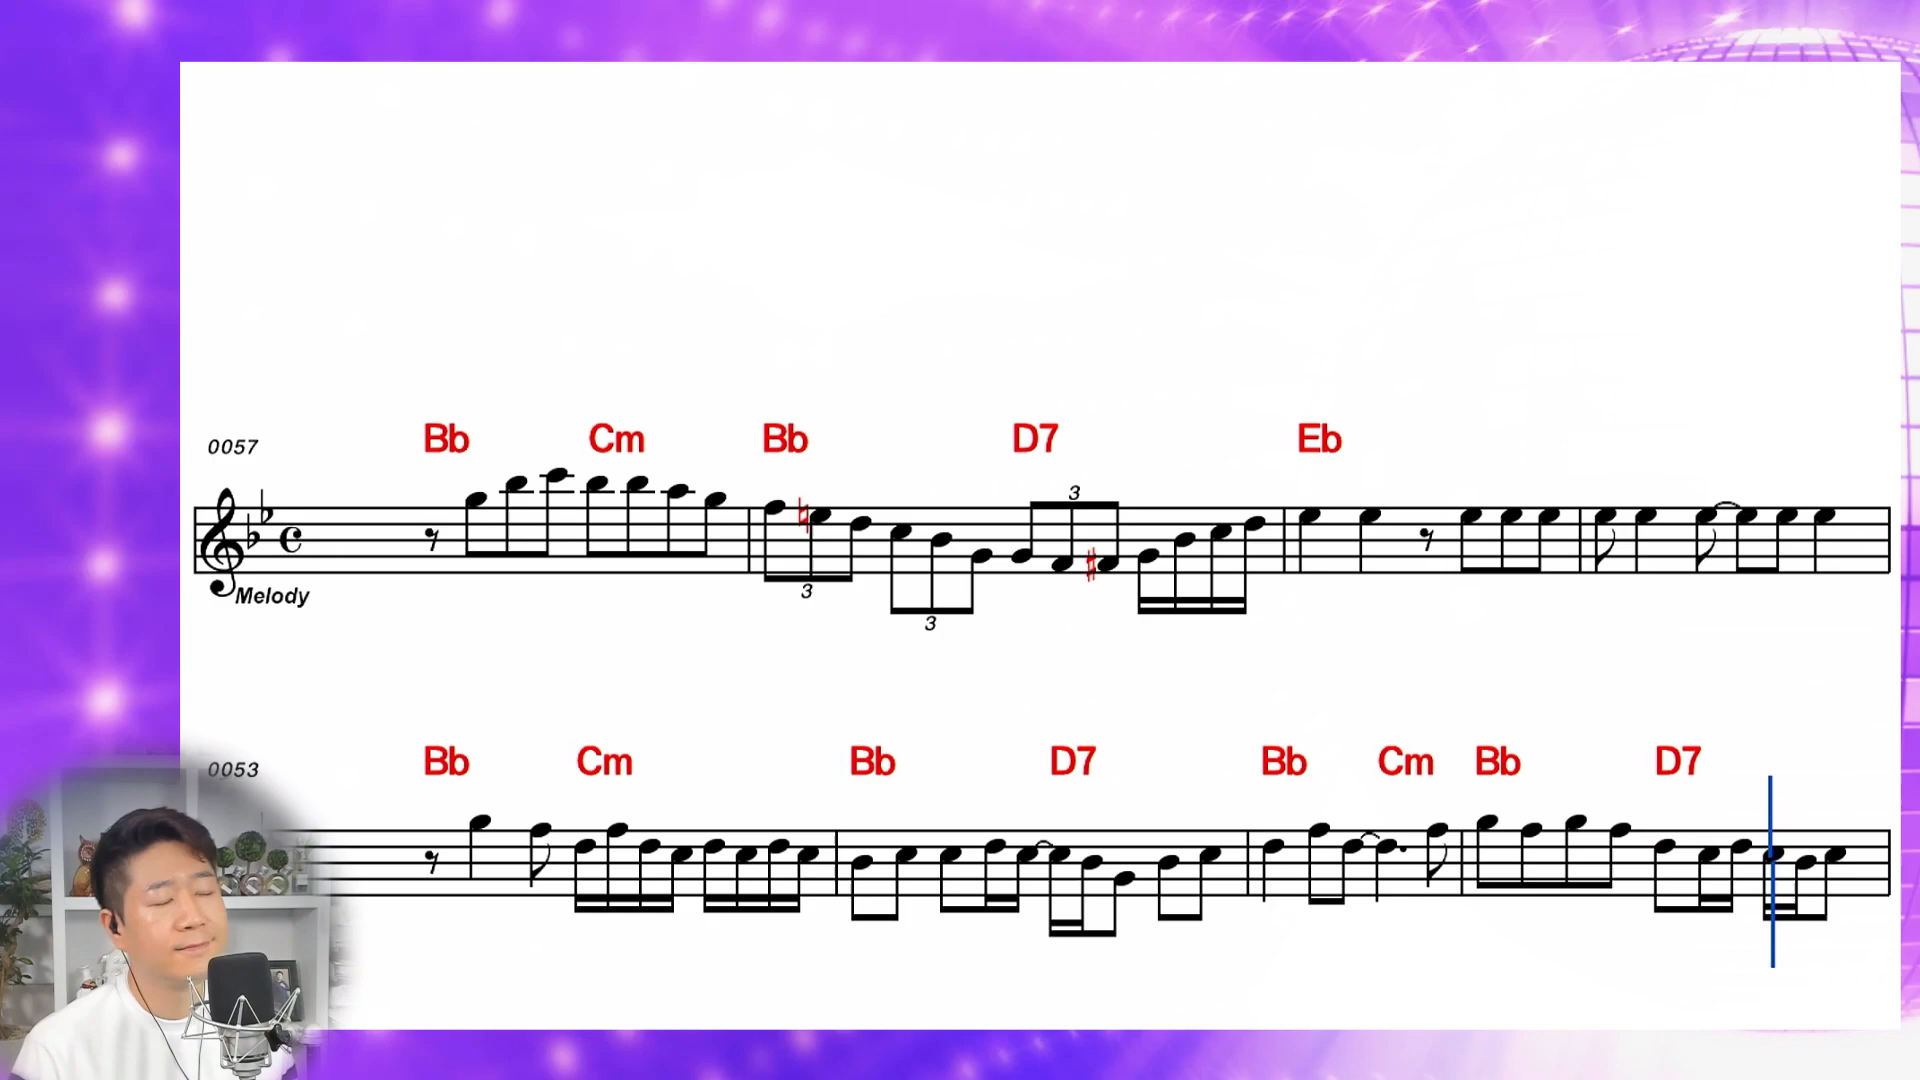 Bb Cm Bb D7 Eb
0057
3
Melody
3
3
Bb Cm Bb D7 Bb Cm Bb D7
0053